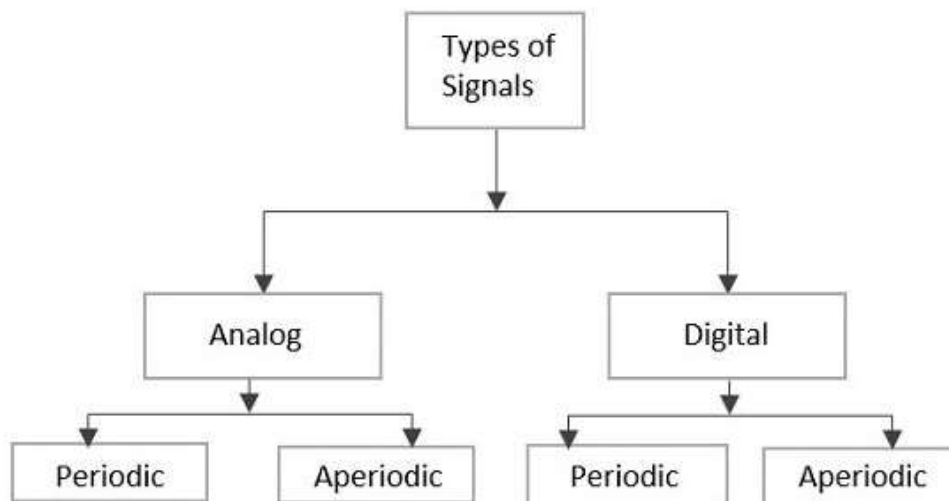 Types of
Signals
Analog
Digital
Periodic
Aperiodic
Periodic
Aperiodic